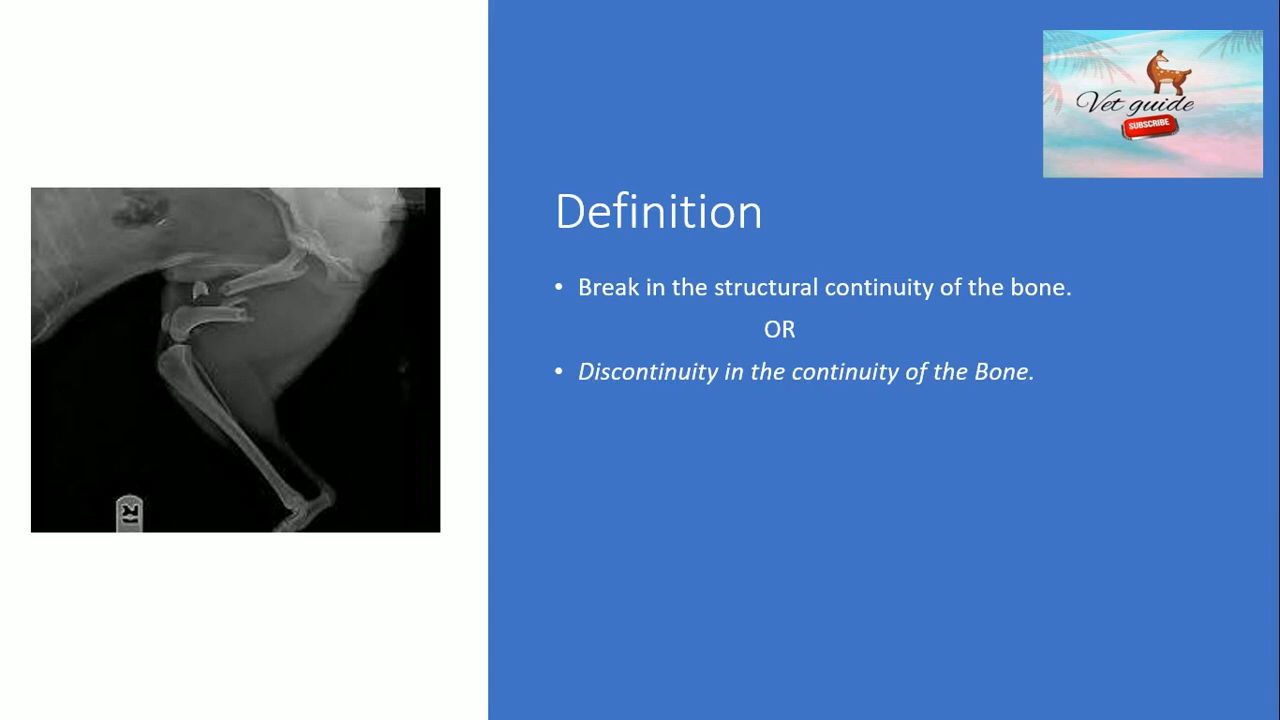 Vet guide
SUBSCRIBE
Definition
• Break in the structural continuity of the bone.
OR
• Discontinuity in the continuity of the Bone.